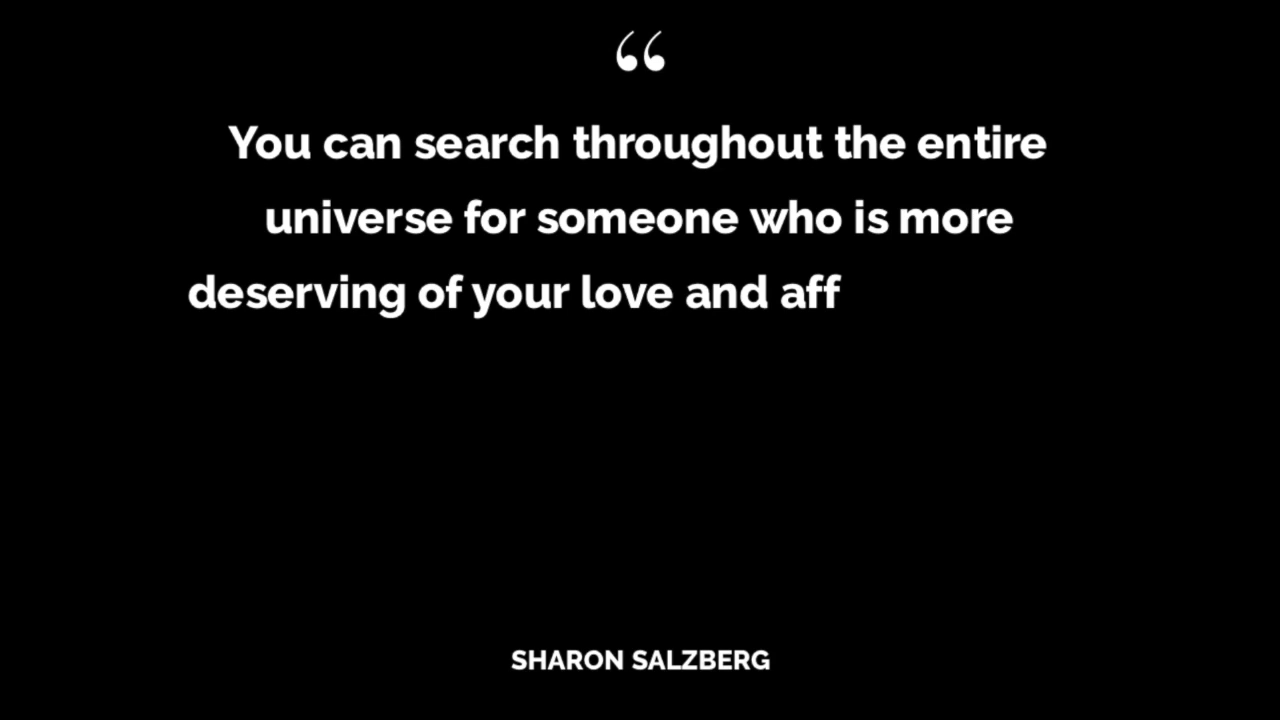 “
You can search throughout the entire
universe for someone who is more
deserving of your love and aff
SHARON SALZBERG